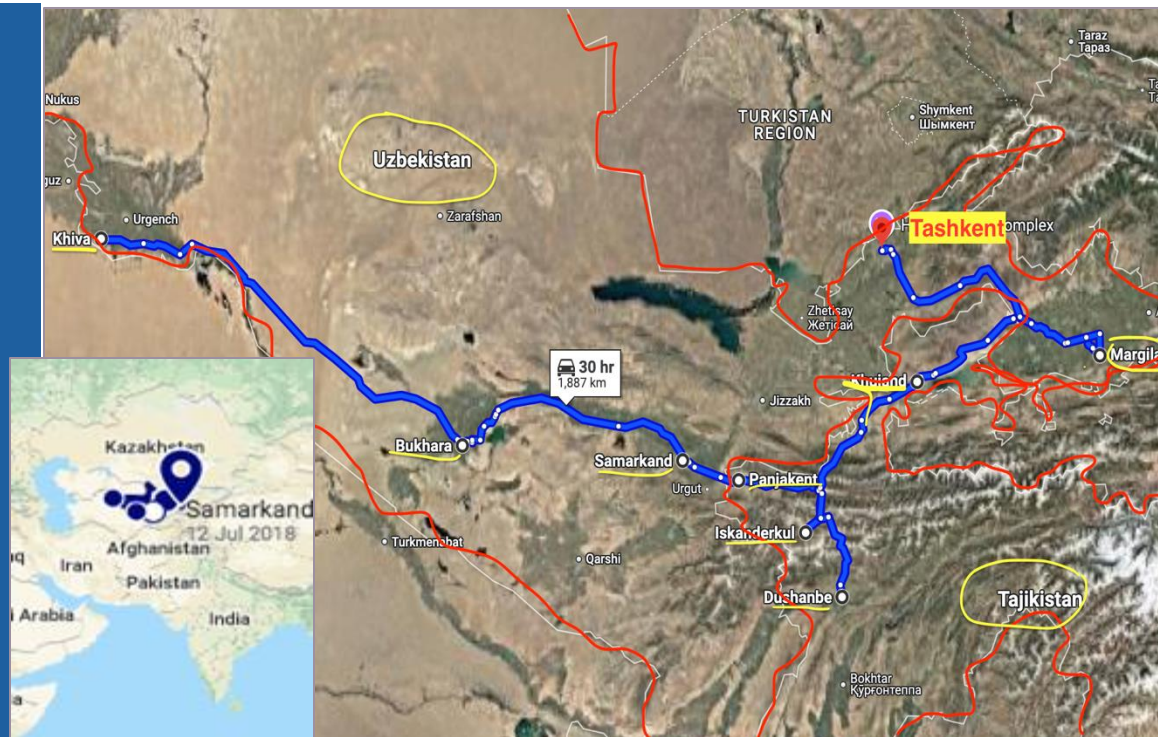 Taraz
Тараз
Nukus
TURKISTAN
REGION
Shymkent
Шымкент
Uzbekistan
Zarafshan
guz
Urgench
Khiva
Tashkent
omplex
Zhetisay
Жетісай
30 hr
1,887 km
Margila
Khujand
Jizzakh
Bukhara
Samarkand
Urgut
Panjakent
Iskanderkul
Turkmenabat
Qarshi
Dushanbe
Tajikistan
Bokhtar
Қурғонтеппа
Kazakhstan
Samarkand
12 Jul 2018
Afghanistan
Iran
Pakistan
India
i Arabia